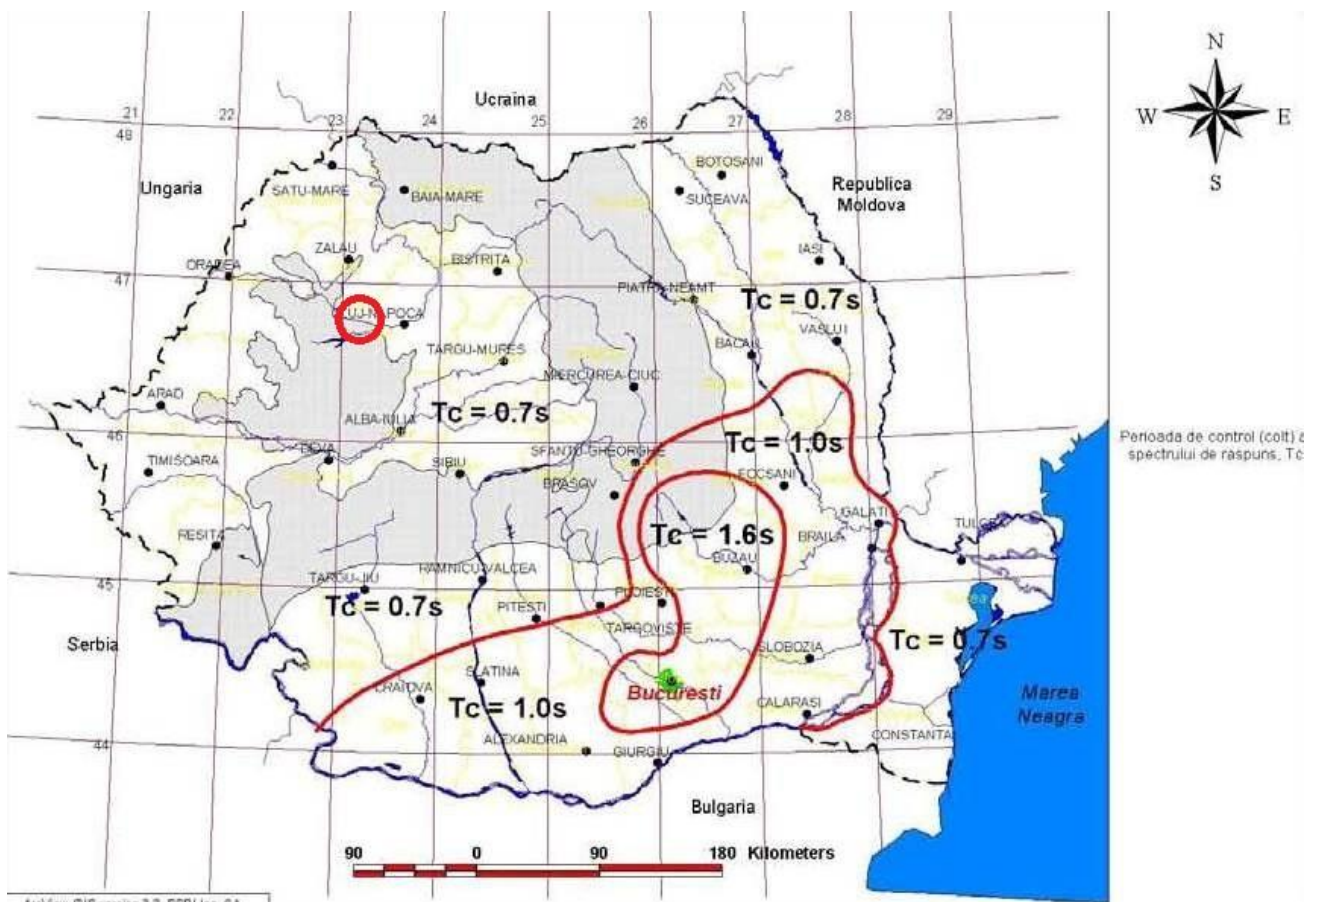 N
W E
S
21
48
22
23
24
25
26
27
28
29
47
46
45
44
Ucraina
Ungaria
Republica
Moldova
Serbia
Bulgaria
Marea
Neagra
BOTOSANI
SUCEAVA
SATU-MARE
BAIA-MARE
ZALAU
BISTRITA
IASI
ORADEA
PIATRA-NEAMT
Tc = 0.7s
UJ-NAPOCA
VASLUI
BACAU
TARGU-MURES
MIERCUREA-CIUC
ARAD
ALBA-IULIA
Tc = 0.7s
Tc = 1.0s
SFANTU-GHEORGHE
DEVA
TIMISOARA
SIBIU
FOCSANI
BRASOV
GALATI
Tc = 1.6s
BRAILA
RESITA
BUZAU
RAMNICU-VALCEA
TARGU-JIU
Tc = 0.7s
PITESTI
PLOIESTI
TARGOVISTE
Tc = 0.7s
SLOBOZIA
SLATINA
CRAIOVA
Bucuresti
CALARASI
Tc = 1.0s
ALEXANDRIA
CONSTANTA
GIURGIU
Perioada de control (colt) a
spectrului de raspuns, Tc
90 0 90 180 Kilometers